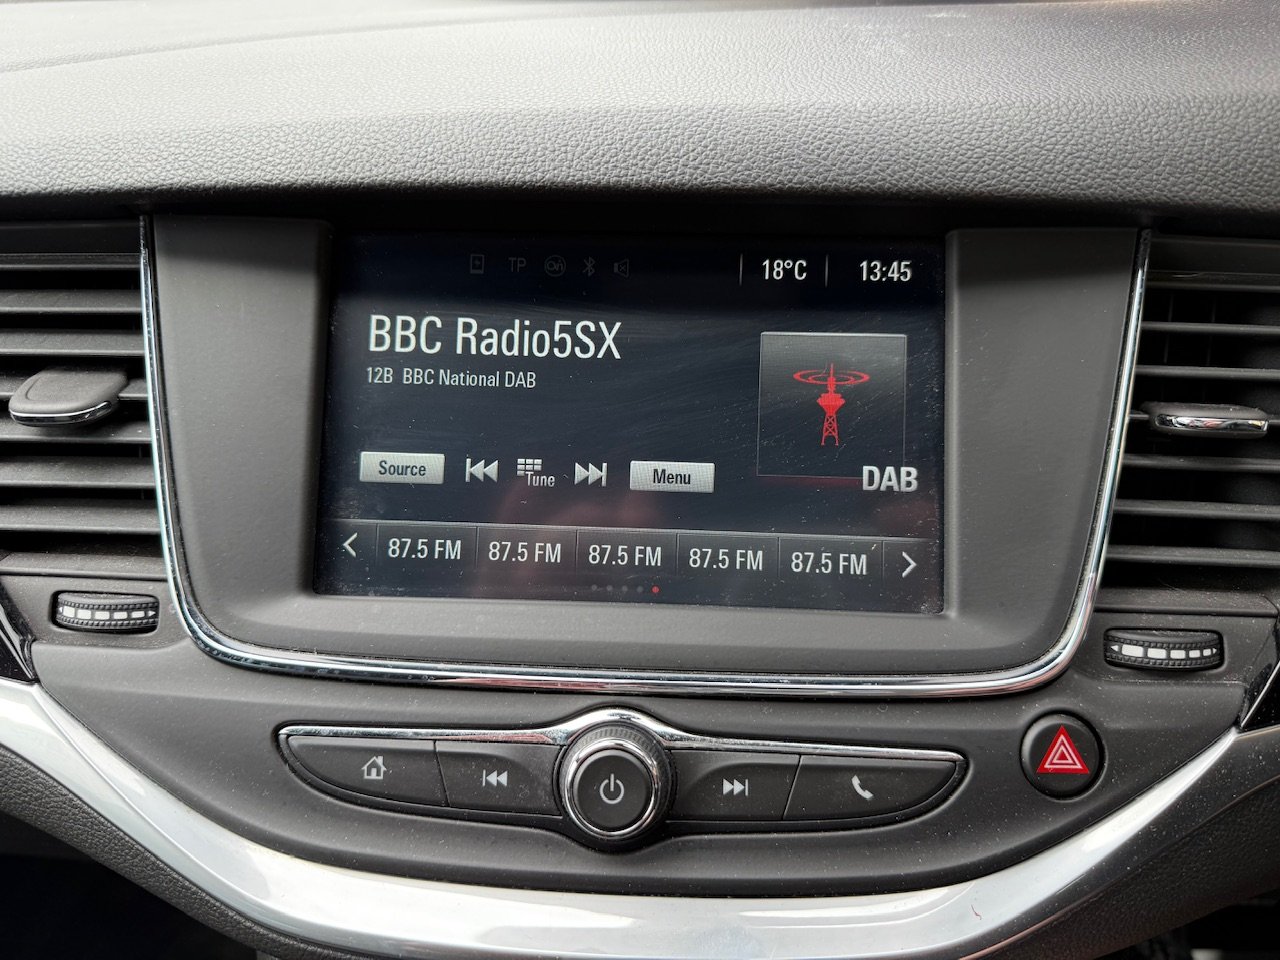 TP
18°C
13:45
BBC Radio5SX
12B BBC National DAB
Source
Tune
Menu
DAB
87.5 FM 87.5 FM 87.5 FM 87.5 FM 87.5 FM